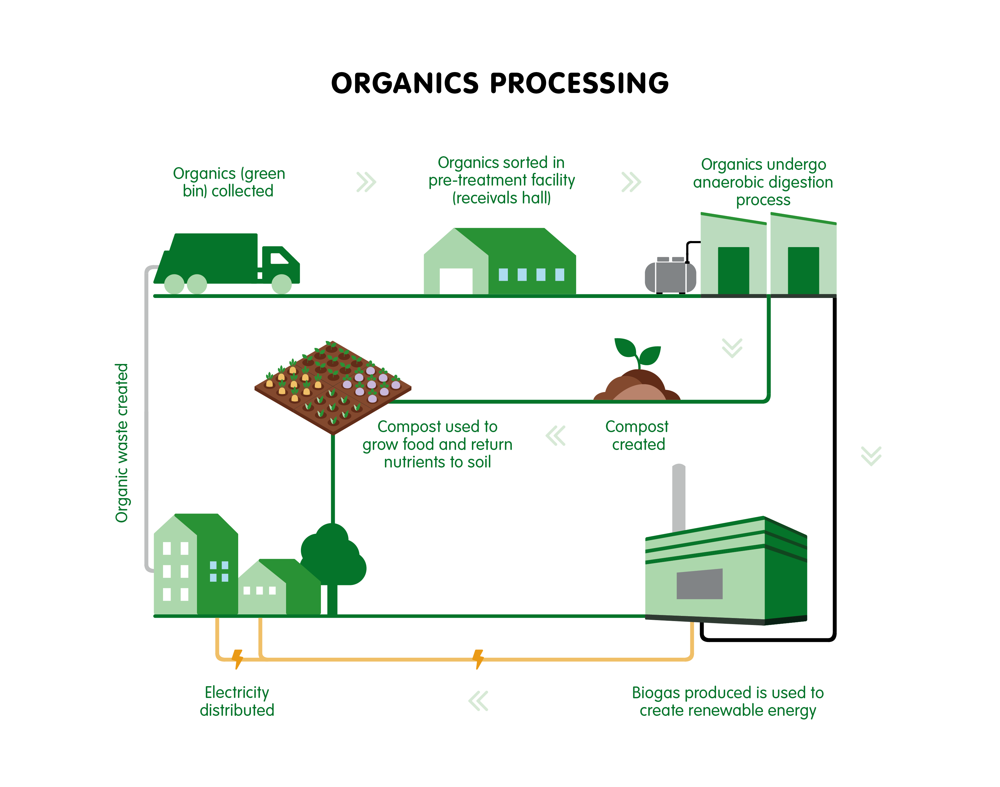 ORGANICS PROCESSING
Organics (green
bin) collected
Organics sorted in
pre-treatment facility
(receivals hall)
Organics undergo
anaerobic digestion
process
Organic waste created
Compost used to
grow food and return
nutrients to soil
Compost
created
Electricity
distributed
Biogas produced is used to
create renewable energy